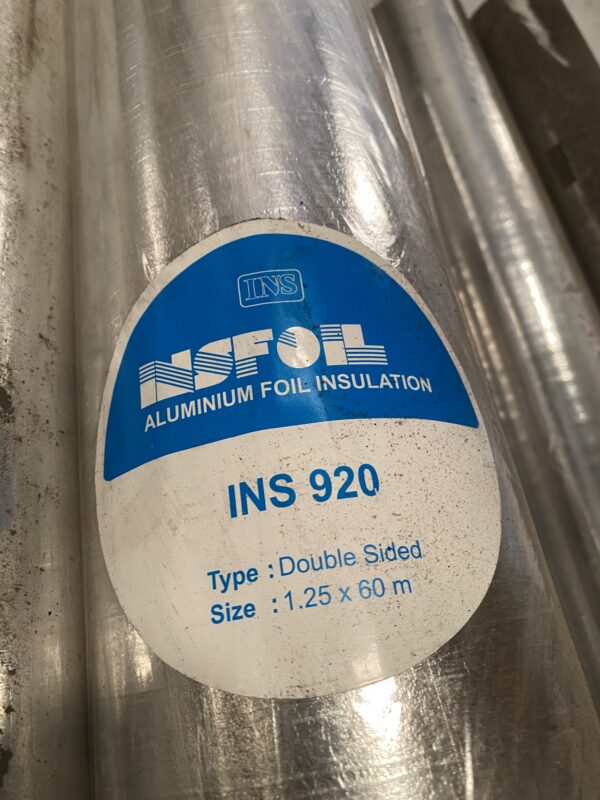 INS
INSFOIL
ALUMINIUM FOIL INSULATION
INS 920
Type : Double Sided
Size : 1.25 x 60 m